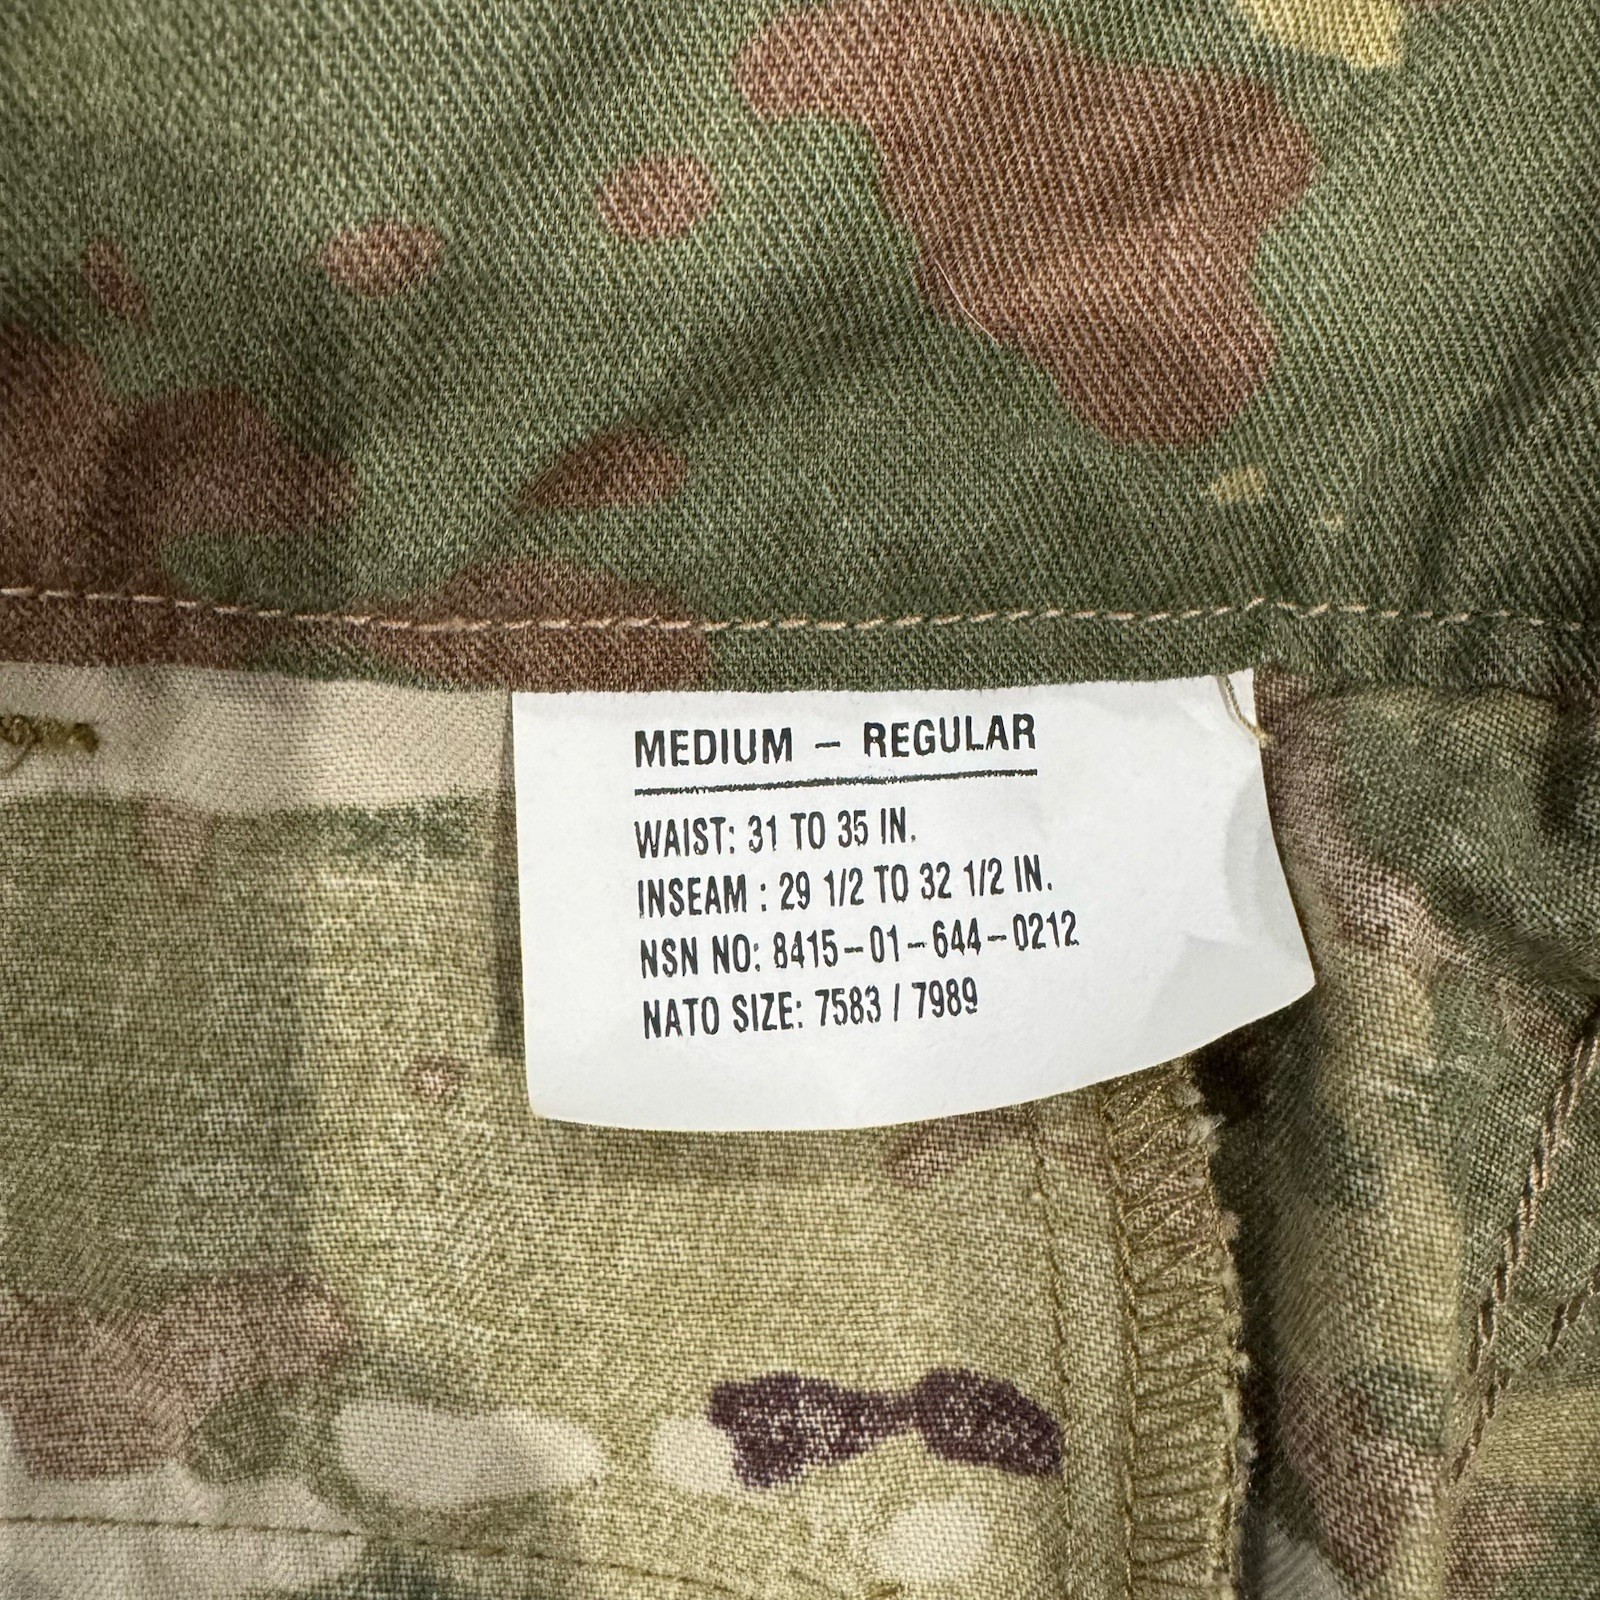 MEDIUM – REGULAR
WAIST: 31 TO 35 IN.
INSEAM : 29 1/2 TO 32 1/2 IN.
NSN NO: 8415–01–644–0212
NATO SIZE: 7583 / 7989